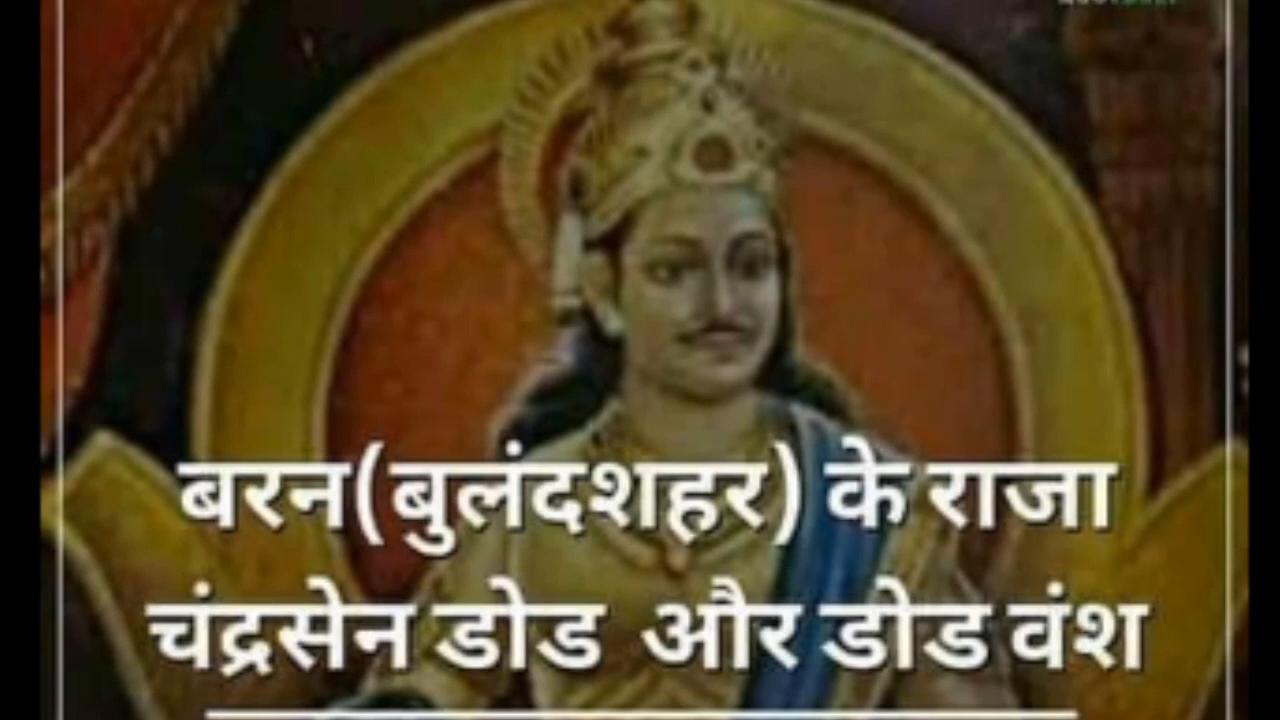 बरन(बुलंदशहर) के राजा
चंद्रसेन डोड और डोड वंश